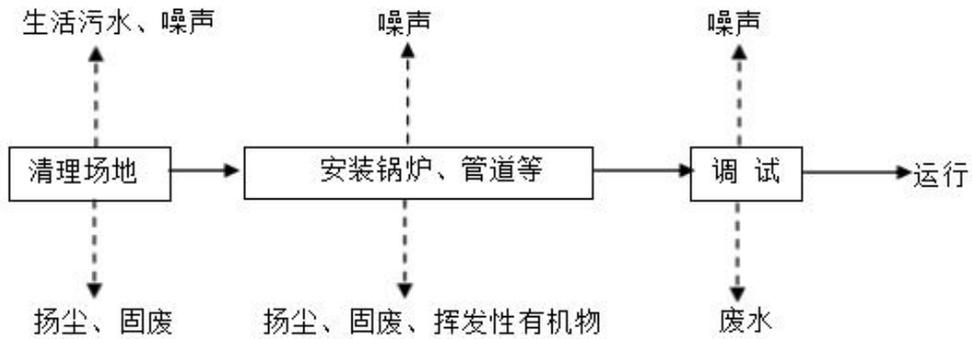 生活污水、噪声
噪声
噪声
清理场地
安装锅炉、管道等
调 试
运行
扬尘、固废
扬尘、固废、挥发性有机物
废水